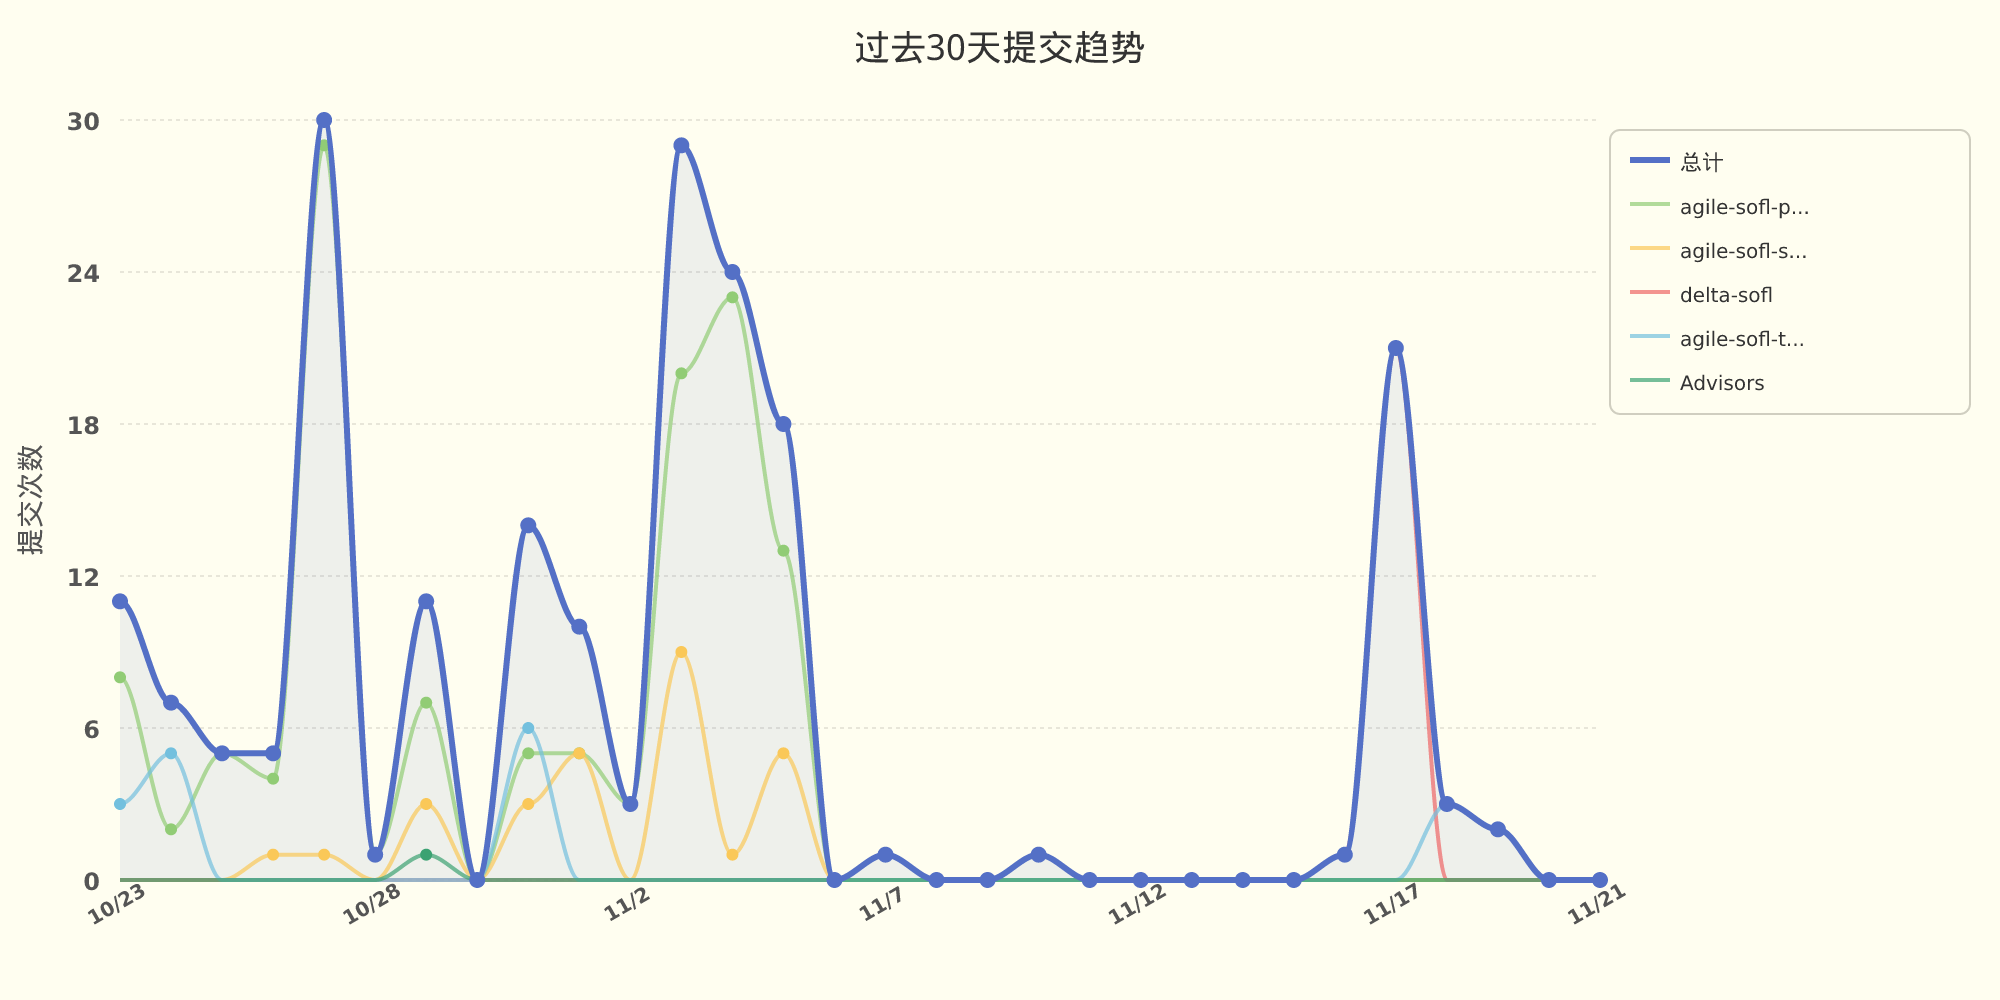 过去30天提交趋势
提交次数
30
24
18
12
6
0
10/23
10/28
11/2
11/7
11/12
11/17
11/21
总计
agile-sofl-p...
agile-sofl-s...
delta-sofl
agile-sofl-t...
Advisors